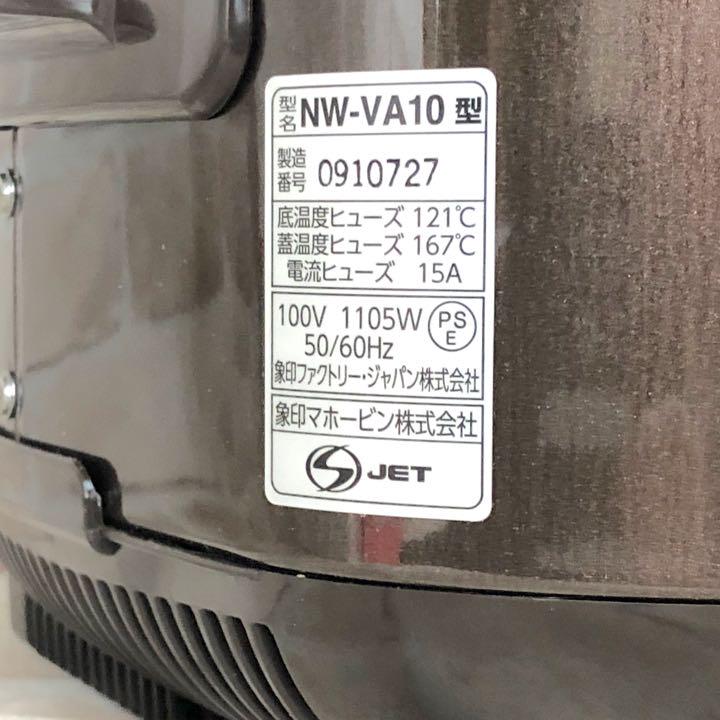 型名 NW-VA10 型
製造番号 0910727
底温度ヒューズ 121℃
蓋温度ヒューズ 167℃
電流ヒューズ 15A
100V 1105W
50/60Hz
PSE
象印ファクトリー・ジャパン株式会社
象印マホービン株式会社
S JET